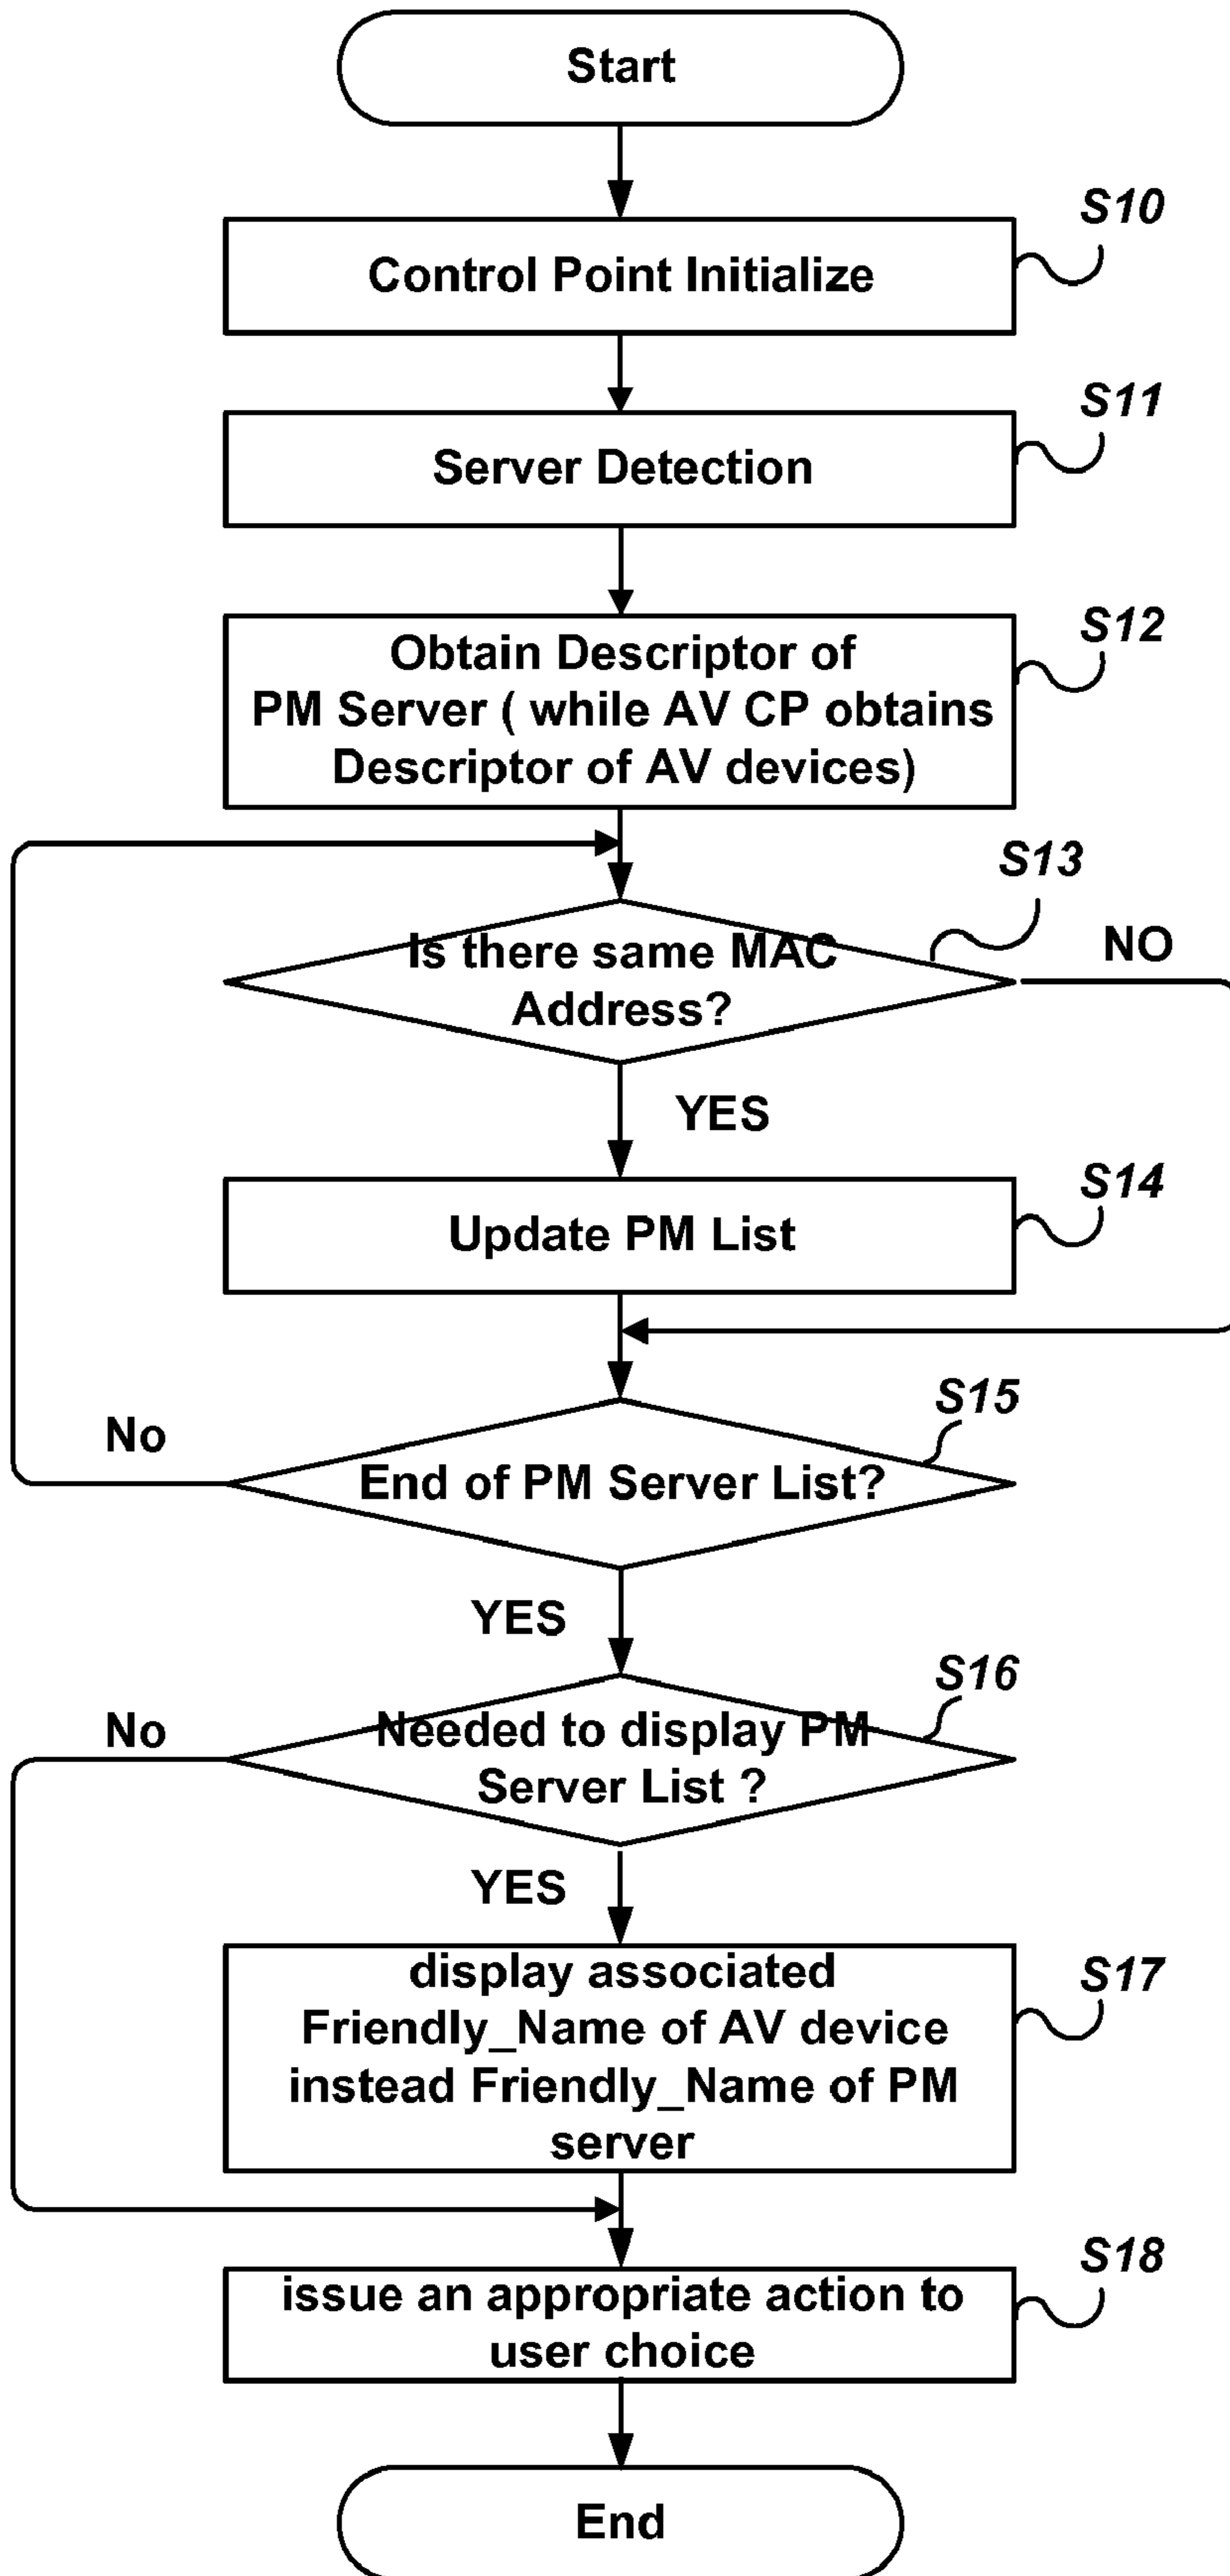 Start
S10
Control Point Initialize
S11
Server Detection
S12
Obtain Descriptor of
PM Server ( while AV CP obtains
Descriptor of AV devices)
S13
Is there same MAC
Address?
NO
YES
S14
Update PM List
S15
No
End of PM Server List?
YES
S16
No
Needed to display PM
Server List ?
YES
S17
display associated
Friendly_Name of AV device
instead Friendly_Name of PM
server
S18
issue an appropriate action to
user choice
End